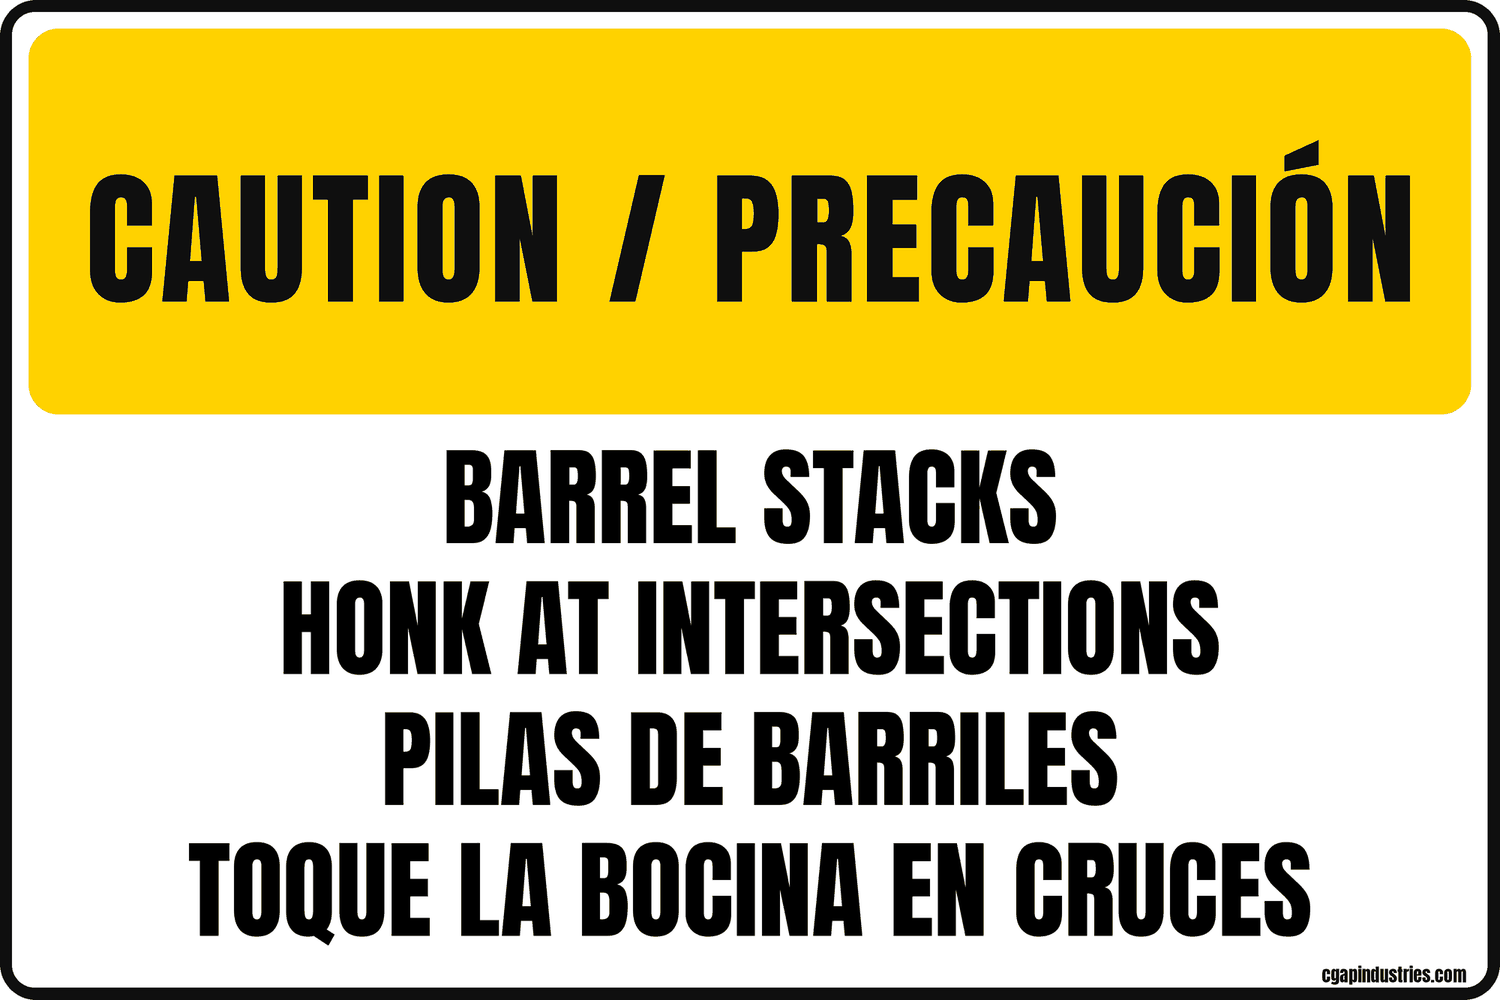 CAUTION / PRECAUCIÓN
BARREL STACKS
HONK AT INTERSECTIONS
PILAS DE BARRILES
TOQUE LA BOCINA EN CRUCES
cgapindustries.com